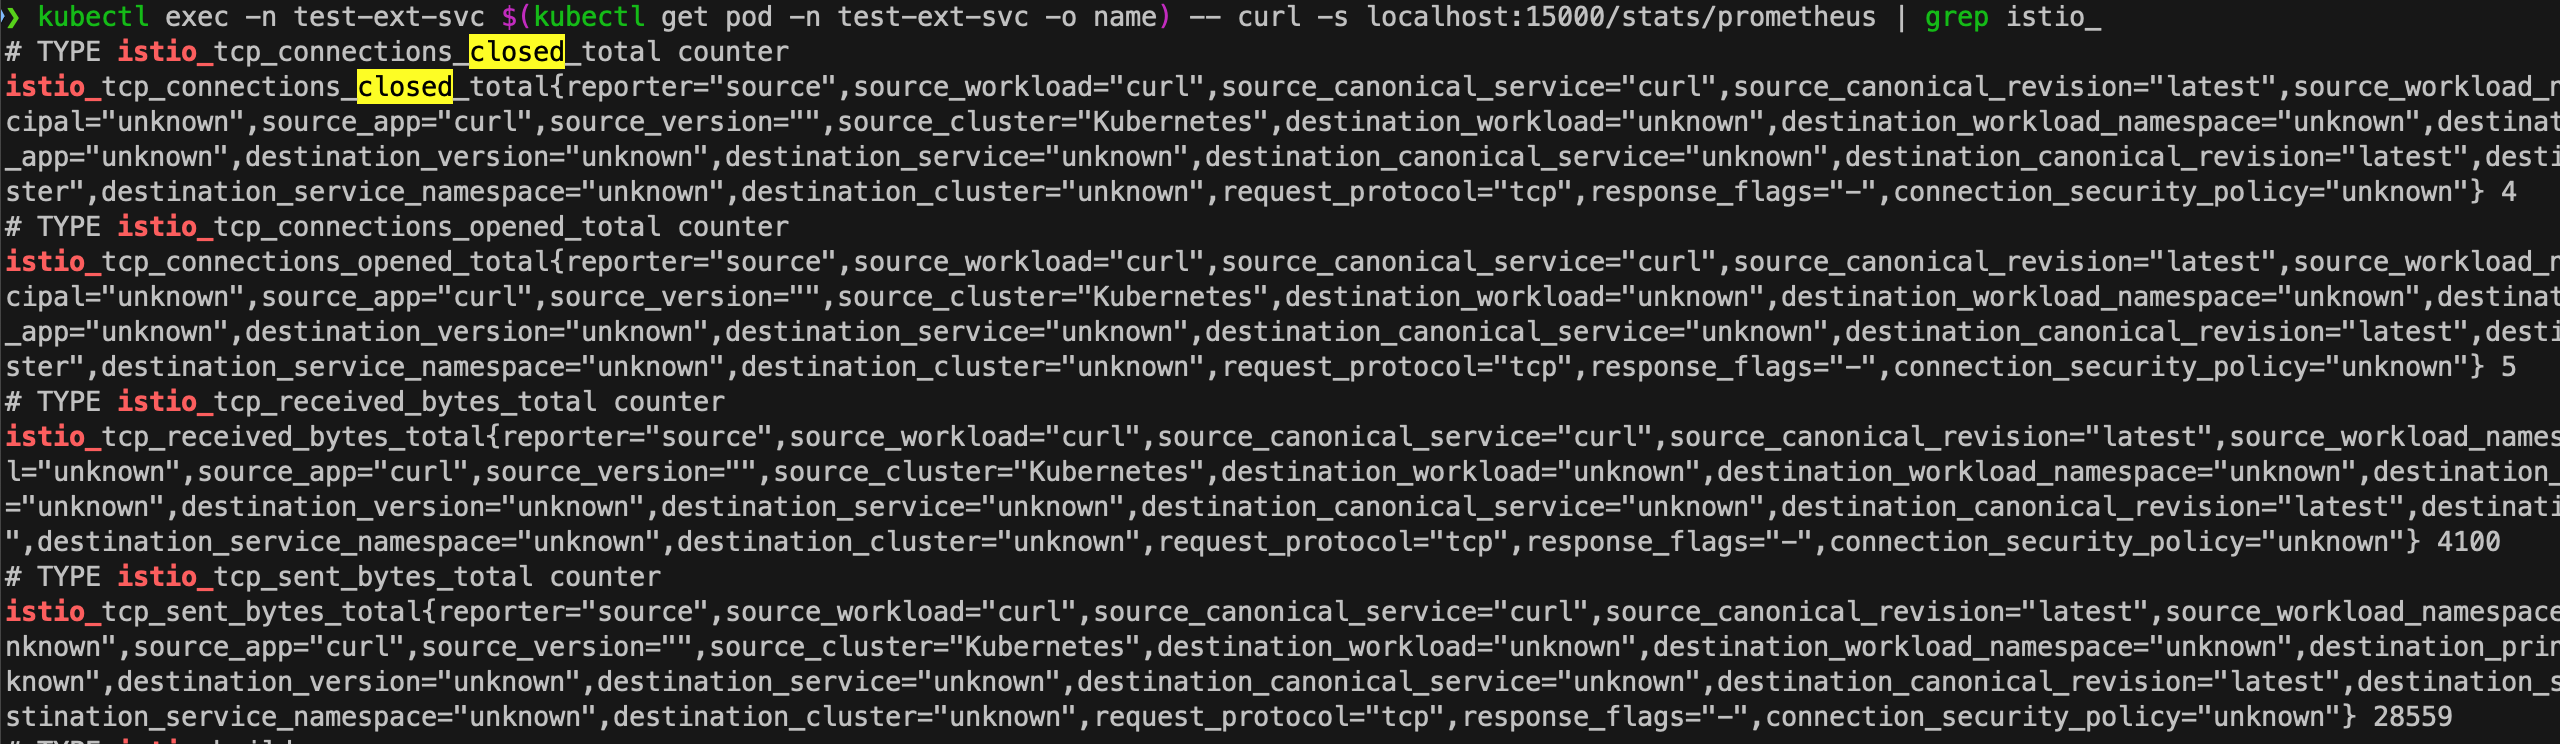 ❯ kubectl exec -n test-ext-svc $(kubectl get pod -n test-ext-svc -o name) -- curl -s localhost:15000/stats/prometheus | grep istio_
# TYPE istio_tcp_connections_closed_total counter
istio_tcp_connections_closed_total{reporter="source",source_workload="curl",source_canonical_service="curl",source_canonical_revision="latest",source_workload_n
cipal="unknown",source_app="curl",source_version="",source_cluster="Kubernetes",destination_workload="unknown",destination_workload_namespace="unknown",destinat
_app="unknown",destination_version="unknown",destination_service="unknown",destination_canonical_service="unknown",destination_canonical_revision="latest",desti
ster",destination_service_namespace="unknown",destination_cluster="unknown",request_protocol="tcp",response_flags="-",connection_security_policy="unknown"} 4
# TYPE istio_tcp_connections_opened_total counter
istio_tcp_connections_opened_total{reporter="source",source_workload="curl",source_canonical_service="curl",source_canonical_revision="latest",source_workload_n
cipal="unknown",source_app="curl",source_version="",source_cluster="Kubernetes",destination_workload="unknown",destination_workload_namespace="unknown",destinat
_app="unknown",destination_version="unknown",destination_service="unknown",destination_canonical_service="unknown",destination_canonical_revision="latest",desti
ster",destination_service_namespace="unknown",destination_cluster="unknown",request_protocol="tcp",response_flags="-",connection_security_policy="unknown"} 5
# TYPE istio_tcp_received_bytes_total counter
istio_tcp_received_bytes_total{reporter="source",source_workload="curl",source_canonical_service="curl",source_canonical_revision="latest",source_workload_names
l="unknown",source_app="curl",source_version="",source_cluster="Kubernetes",destination_workload="unknown",destination_workload_namespace="unknown",destination_
="unknown",destination_version="unknown",destination_service="unknown",destination_canonical_service="unknown",destination_canonical_revision="latest",destinati
",destination_service_namespace="unknown",destination_cluster="unknown",request_protocol="tcp",response_flags="-",connection_security_policy="unknown"} 4100
# TYPE istio_tcp_sent_bytes_total counter
istio_tcp_sent_bytes_total{reporter="source",source_workload="curl",source_canonical_service="curl",source_canonical_revision="latest",source_workload_namespace
nknown",source_app="curl",source_version="",source_cluster="Kubernetes",destination_workload="unknown",destination_workload_namespace="unknown",destination_prin
known",destination_version="unknown",destination_service="unknown",destination_canonical_service="unknown",destination_canonical_revision="latest",destination_s
stination_service_namespace="unknown",destination_cluster="unknown",request_protocol="tcp",response_flags="-",connection_security_policy="unknown"} 28559